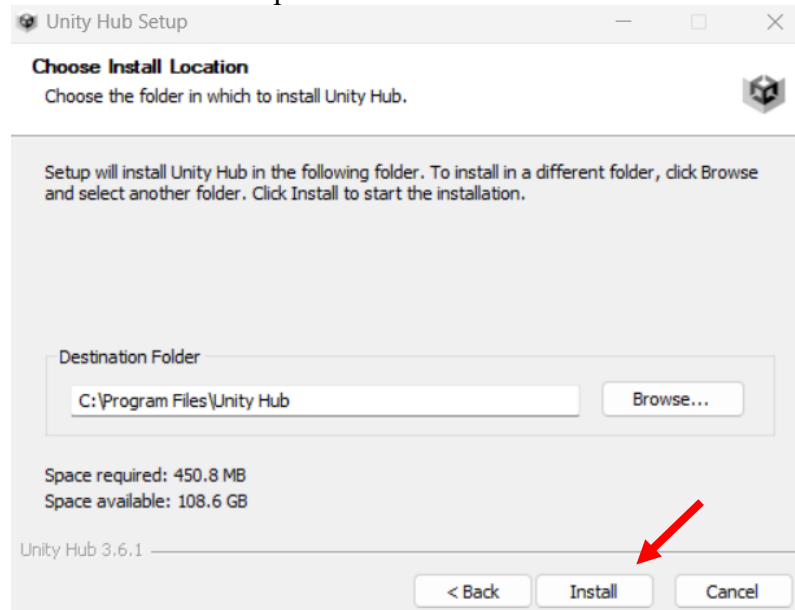 Unity Hub Setup
Choose Install Location
Choose the folder in which to install Unity Hub.
Setup will install Unity Hub in the following folder. To install in a different folder, click Browse
and select another folder. Click Install to start the installation.
Destination Folder
C:\Program Files\Unity Hub
Browse...
Space required: 450.8 MB
Space available: 108.6 GB
Unity Hub 3.6.1
< Back
Install
Cancel